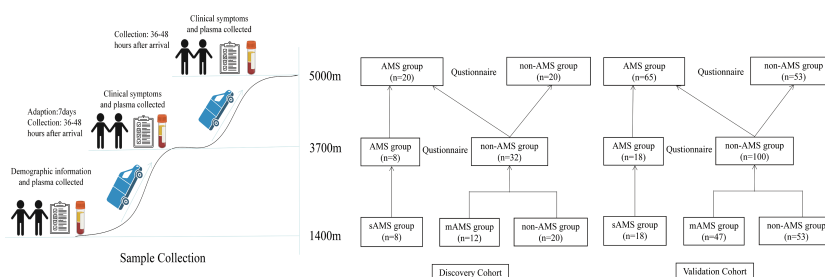 Collection: 36-48
hours after arrival
Clinical symptoms
and plasma collected
Adaption:7days
Collection: 36-48
hours after arrival
Clinical symptoms
and plasma collected
Demographic information
and plasma collected
Sample Collection
5000m
3700m
1400m
AMS group
(n=20)
Qustionnaire
non-AMS group
(n=20)
AMS group
(n=8)
Qustionnaire
non-AMS group
(n=32)
sAMS group
(n=8)
mAMS group
(n=12)
non-AMS group
(n=20)
Discovery Cohort
AMS group
(n=65)
Qustionnaire
non-AMS group
(n=53)
AMS group
(n=18)
Qustionnaire
non-AMS group
(n=100)
sAMS group
(n=18)
mAMS group
(n=47)
non-AMS group
(n=53)
Validation Cohort